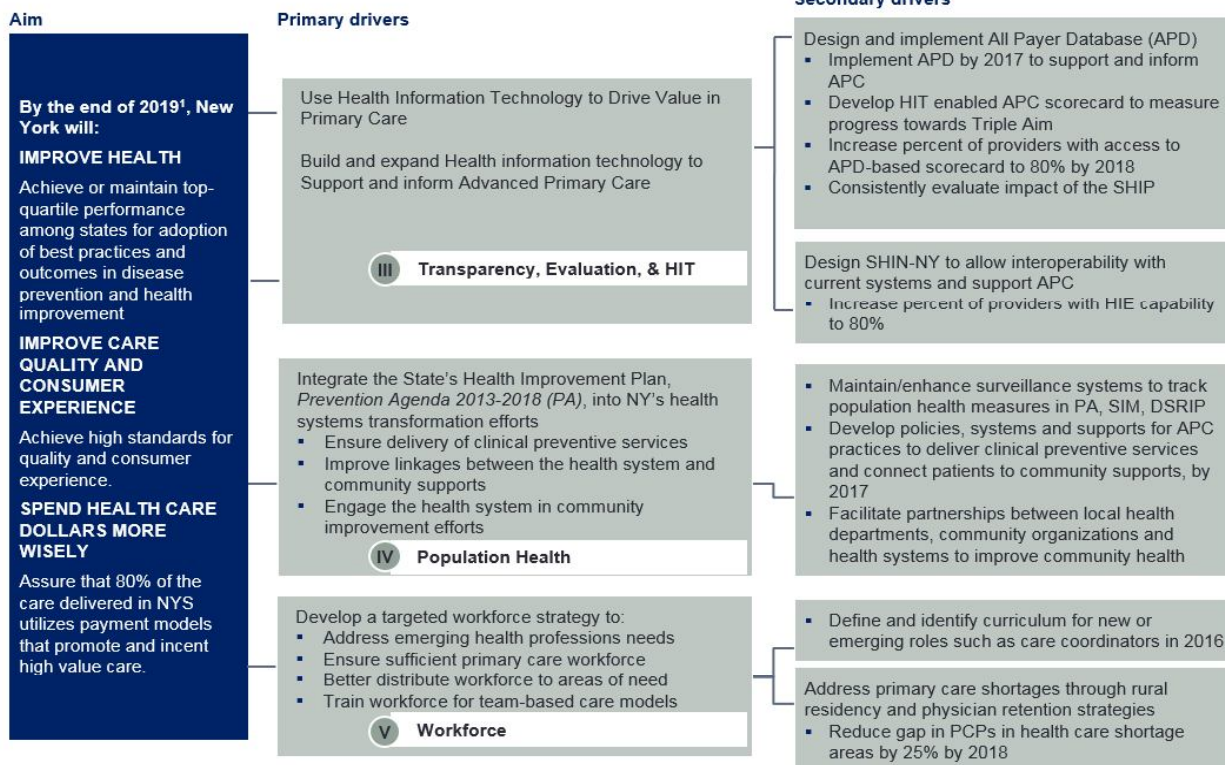 Aim
Primary drivers
Secondary drivers
By the end of 2019¹, New
York will:
IMPROVE HEALTH
Achieve or maintain top-
quartile performance
among states for adoption
of best practices and
outcomes in disease
prevention and health
improvement
IMPROVE CARE
QUALITY AND
CONSUMER
EXPERIENCE
Achieve high standards for
quality and consumer
experience.
SPEND HEALTH CARE
DOLLARS MORE
WISELY
Assure that 80% of the
care delivered in NYS
utilizes payment models
that promote and incent
high value care.
Use Health Information Technology to Drive Value in
Primary Care
Build and expand Health information technology to
Support and inform Advanced Primary Care
III Transparency, Evaluation, & HIT
Design and implement All Payer Database (APD)
▪ Implement APD by 2017 to support and inform
APC
▪ Develop HIT enabled APC scorecard to measure
progress towards Triple Aim
▪ Increase percent of providers with access to
APD-based scorecard to 80% by 2018
▪ Consistently evaluate impact of the SHIP
Design SHIN-NY to allow interoperability with
current systems and support APC
▪ Increase percent of providers with HIE capability
to 80%
Integrate the State's Health Improvement Plan,
Prevention Agenda 2013-2018 (PA), into NY's health
systems transformation efforts
▪ Ensure delivery of clinical preventive services
▪ Improve linkages between the health system and
community supports
▪ Engage the health system in community
improvement efforts
IV Population Health
▪ Maintain/enhance surveillance systems to track
population health measures in PA, SIM, DSRIP
▪ Develop policies, systems and supports for APC
practices to deliver clinical preventive services
and connect patients to community supports, by
2017
▪ Facilitate partnerships between local health
departments, community organizations and
health systems to improve community health
Develop a targeted workforce strategy to:
▪ Address emerging health professions needs
▪ Ensure sufficient primary care workforce
▪ Better distribute workforce to areas of need
▪ Train workforce for team-based care models
V Workforce
▪ Define and identify curriculum for new or
emerging roles such as care coordinators in 2016
Address primary care shortages through rural
residency and physician retention strategies
▪ Reduce gap in PCPs in health care shortage
areas by 25% by 2018